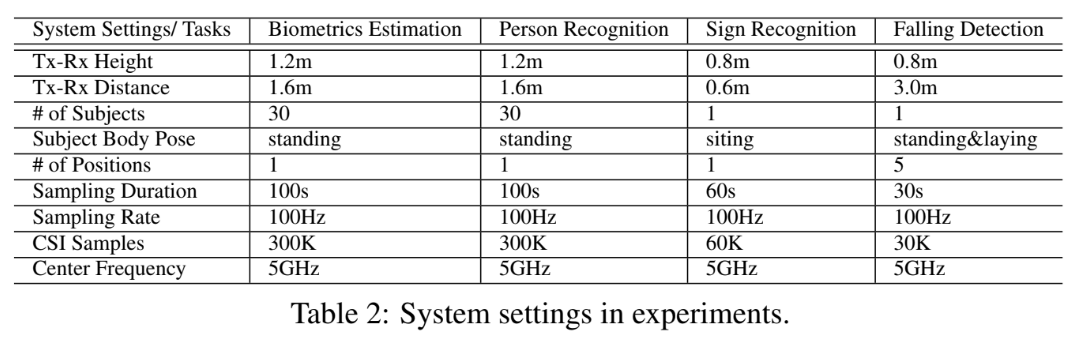 System Settings/ Tasks Biometrics Estimation Person Recognition Sign Recognition Falling Detection
Tx-Rx Height 1.2m 1.2m 0.8m 0.8m
Tx-Rx Distance 1.6m 1.6m 0.6m 3.0m
# of Subjects 30 30 1 1
Subject Body Pose standing standing siting standing&laying
# of Positions 1 1 1 5
Sampling Duration 100s 100s 60s 30s
Sampling Rate 100Hz 100Hz 100Hz 100Hz
CSI Samples 300K 300K 60K 30K
Center Frequency 5GHz 5GHz 5GHz 5GHz
Table 2: System settings in experiments.